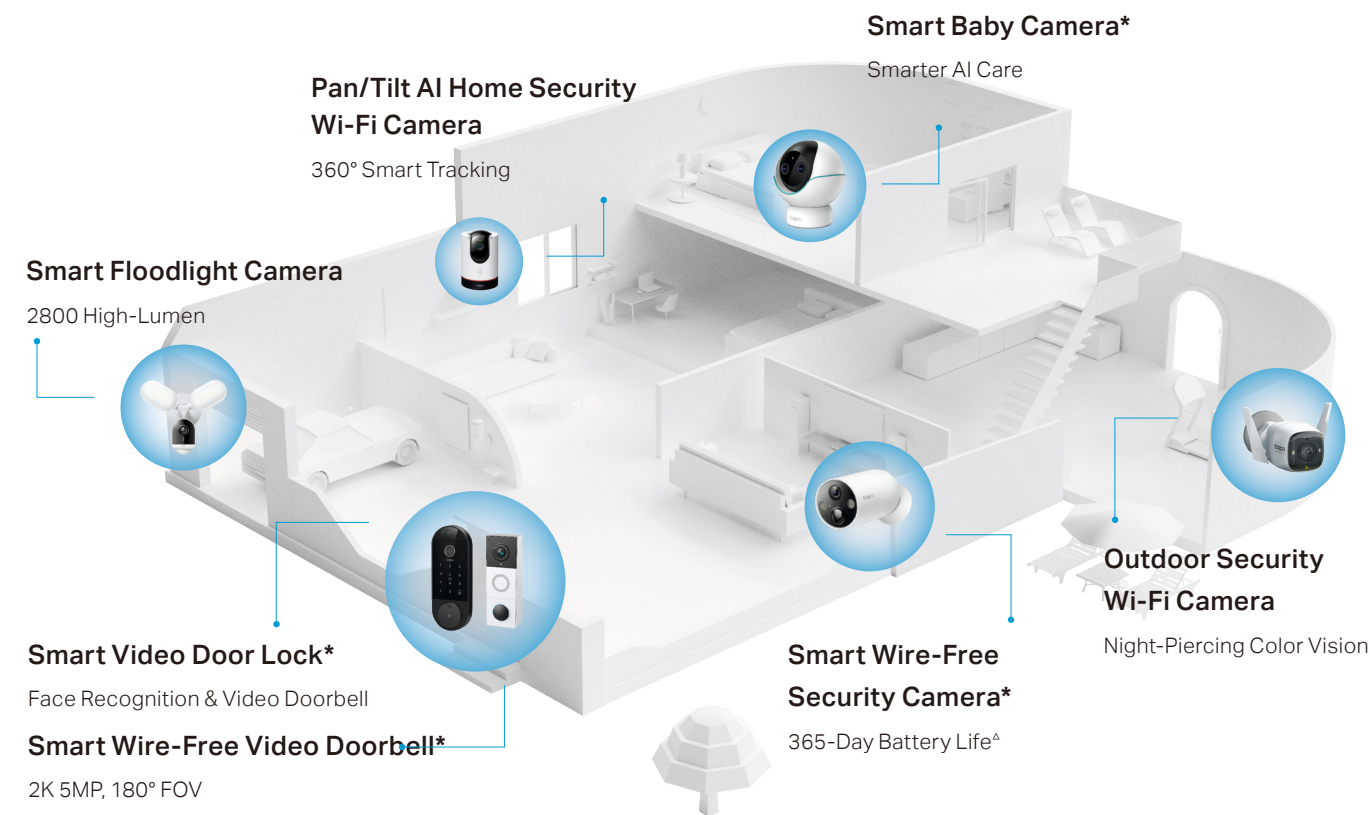 Smart Baby Camera*
Smarter AI Care
Pan/Tilt AI Home Security
Wi-Fi Camera
360° Smart Tracking
Smart Floodlight Camera
2800 High-Lumen
Outdoor Security
Wi-Fi Camera
Night-Piercing Color Vision
Smart Video Door Lock*
Face Recognition & Video Doorbell
Smart Wire-Free Video Doorbell*
2K 5MP, 180° FOV
Smart Wire-Free
Security Camera*
365-Day Battery Life△
tapo
tapo